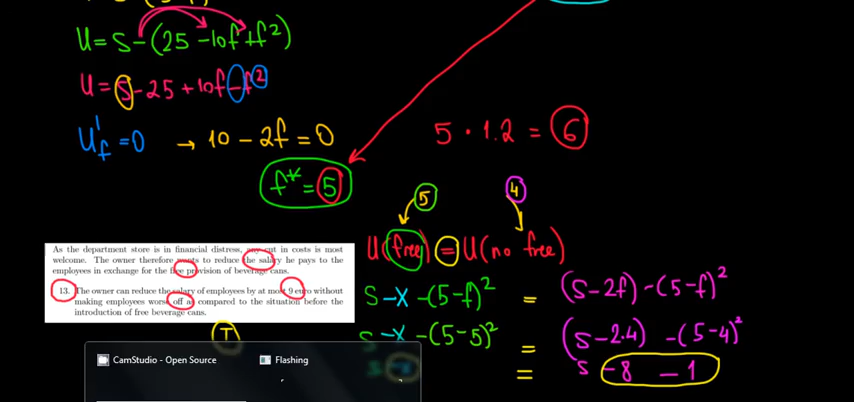 U=S-(25-10f+f²)
U=S-25+10f-f²
U'f=0 → 10-2f=0
5·1.2=6
f*=5
5 4
U(free)=U(no free)
As the department store is in financial distress, any cut in costs is most
welcome. The owner therefore wants to reduce the salary he pays to the
employees in exchange for the free provision of beverage cans.
13. The owner can reduce the salary of employees by at most 9 euro without
making employees worse off as compared to the situation before the
introduction of free beverage cans.
S-X-(5-f)² = (S-2f)-(5-f)²
T
S-X-(5-5)² = (S-2·4)-(5-4)²
CamStudio - Open Source Flashing
S-X = S-8-1